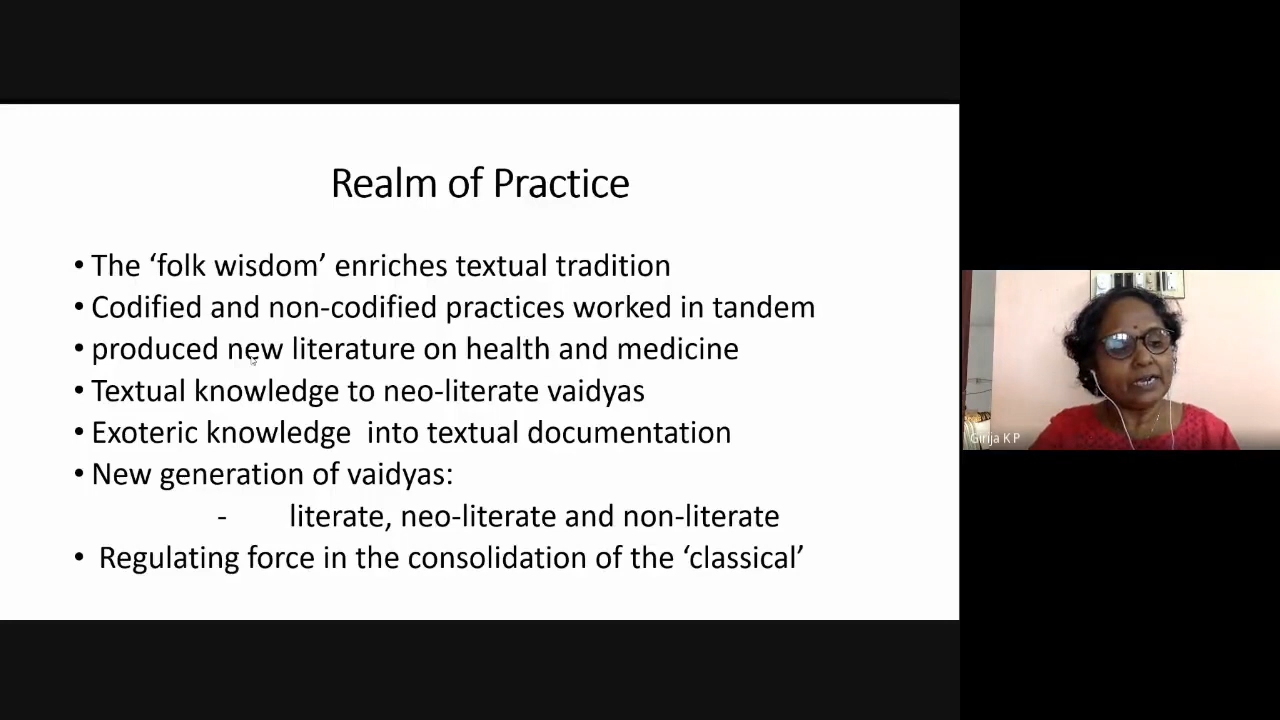 Realm of Practice
• The ‘folk wisdom’ enriches textual tradition
• Codified and non-codified practices worked in tandem
• produced new literature on health and medicine
• Textual knowledge to neo-literate vaidyas
• Exoteric knowledge into textual documentation
• New generation of vaidyas:
- literate, neo-literate and non-literate
• Regulating force in the consolidation of the ‘classical’
Girija K P